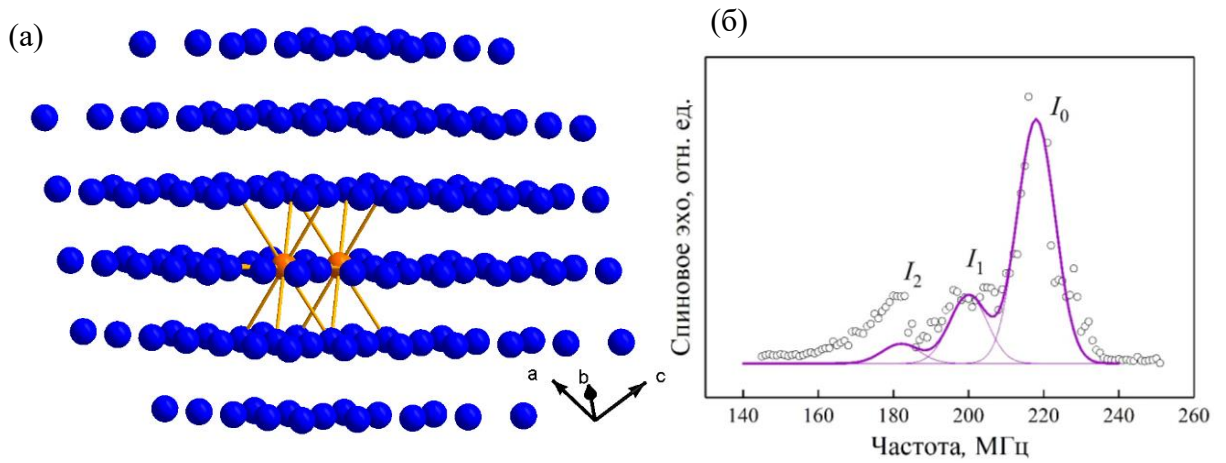 (а)
a
b
c
(б)
Спиновое эхо, отн. ед.
I₂
I₁
I₀
140 160 180 200 220 240 260
Частота, МГц